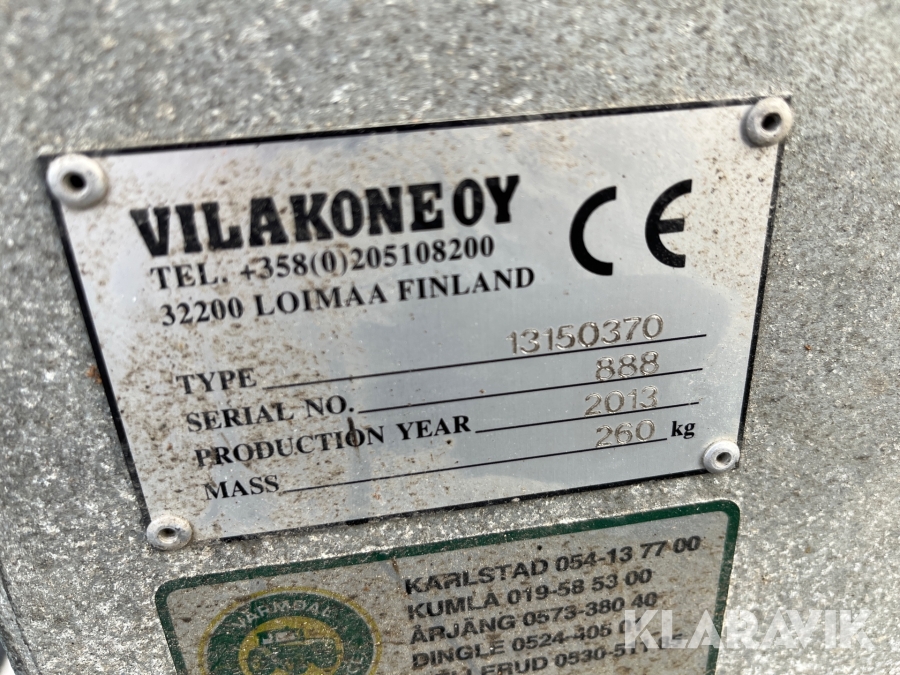 VILAKONE OY
TEL. +358(0)205108200
32200 LOIMAA FINLAND
CE
TYPE 13150370
SERIAL NO. 888
PRODUCTION YEAR 2013
MASS 260 kg
KARLSTAD 054-13 77 00
KUMLA 019-58 53 00
ÅRJÄNG 0573-380 40
DINGLE 0524-405
0530-511
KLARAVIK